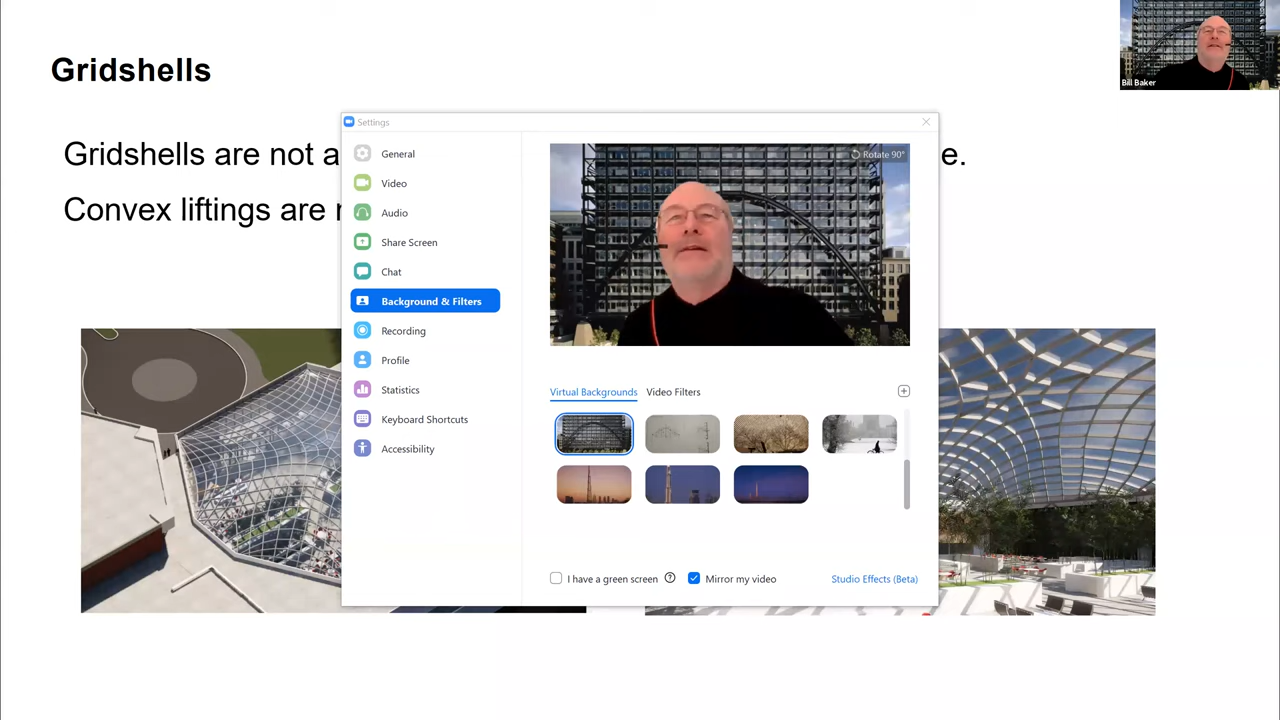 Gridshells
Bill Baker
Gridshells are not a
e.
Convex liftings are
Settings
General
Video
Audio
Share Screen
Chat
Background & Filters
Recording
Profile
Statistics
Keyboard Shortcuts
Accessibility
Rotate 90°
Virtual Backgrounds
Video Filters
I have a green screen
Mirror my video
Studio Effects (Beta)